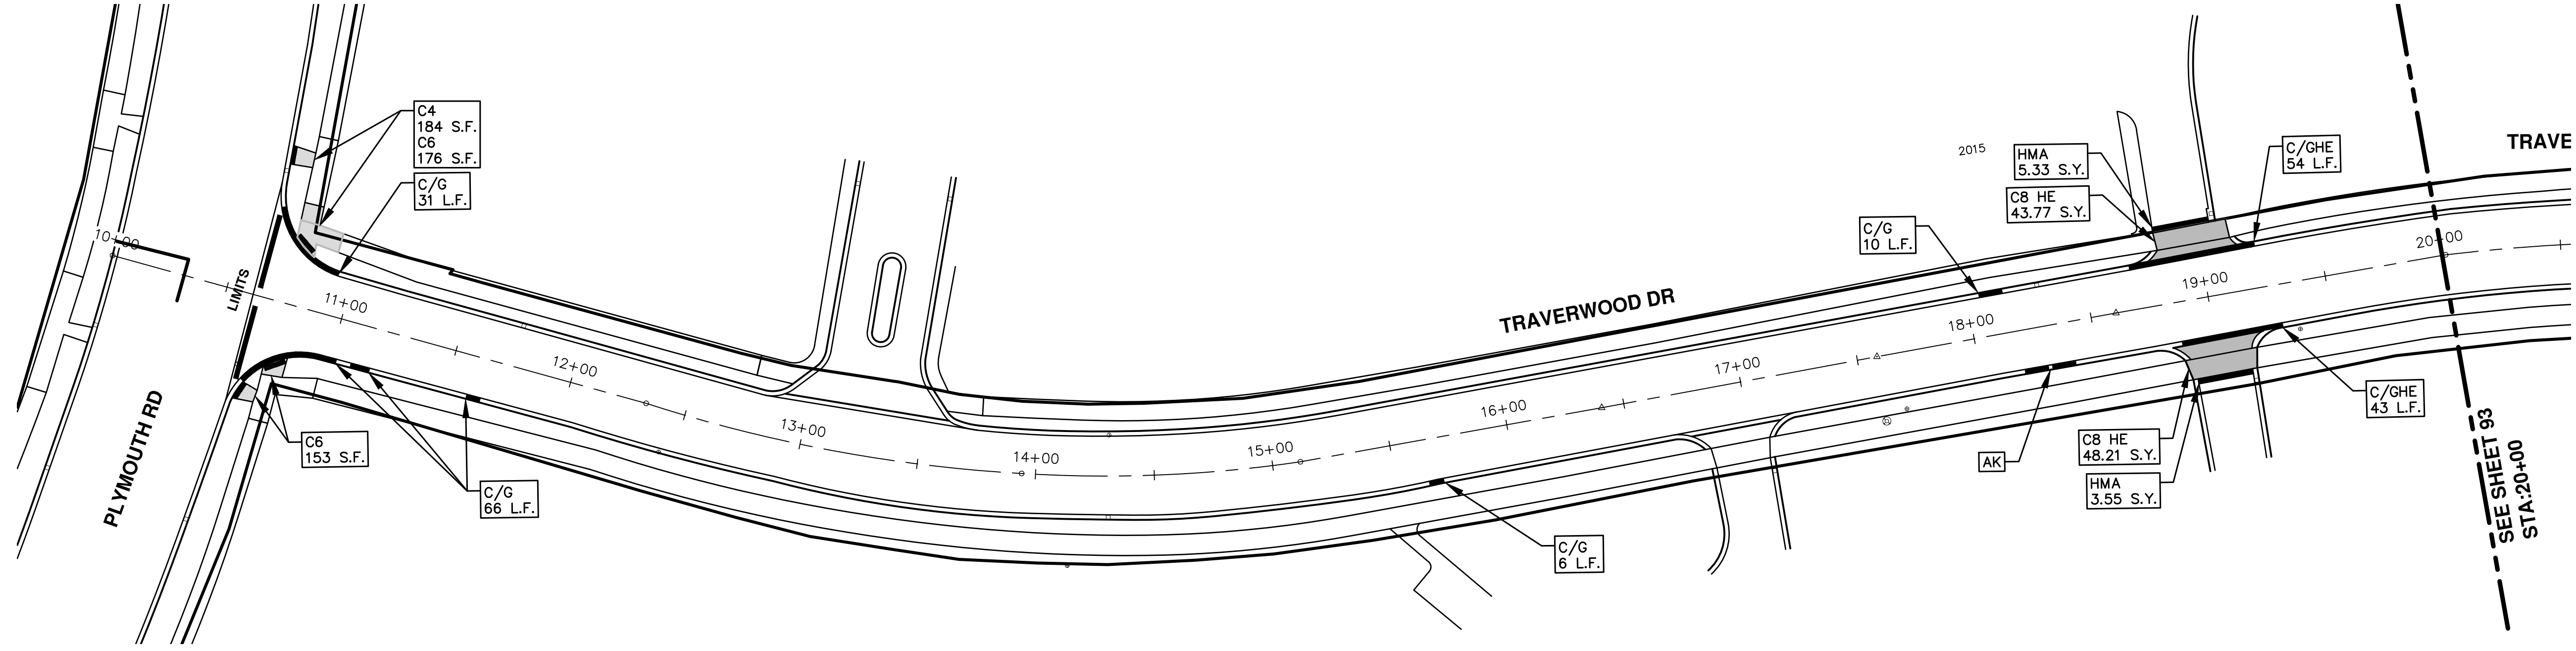 C4
184 S.F.
C6
176 S.F.
C/G
31 L.F.
10+00
LIMITS
11+00
12+00
13+00
14+00
15+00
16+00
17+00
18+00
19+00
20+00
PLYMOUTH RD
C6
153 S.F.
C/G
66 L.F.
TRAVERWOOD DR
C/G
6 L.F.
C/G
10 L.F.
2015
HMA
5.33 S.Y.
C8 HE
43.77 S.Y.
C/GHE
54 L.F.
TRAVE
AK
C8 HE
48.21 S.Y.
HMA
3.55 S.Y.
C/GHE
43 L.F.
SEE SHEET 93
STA:20+00